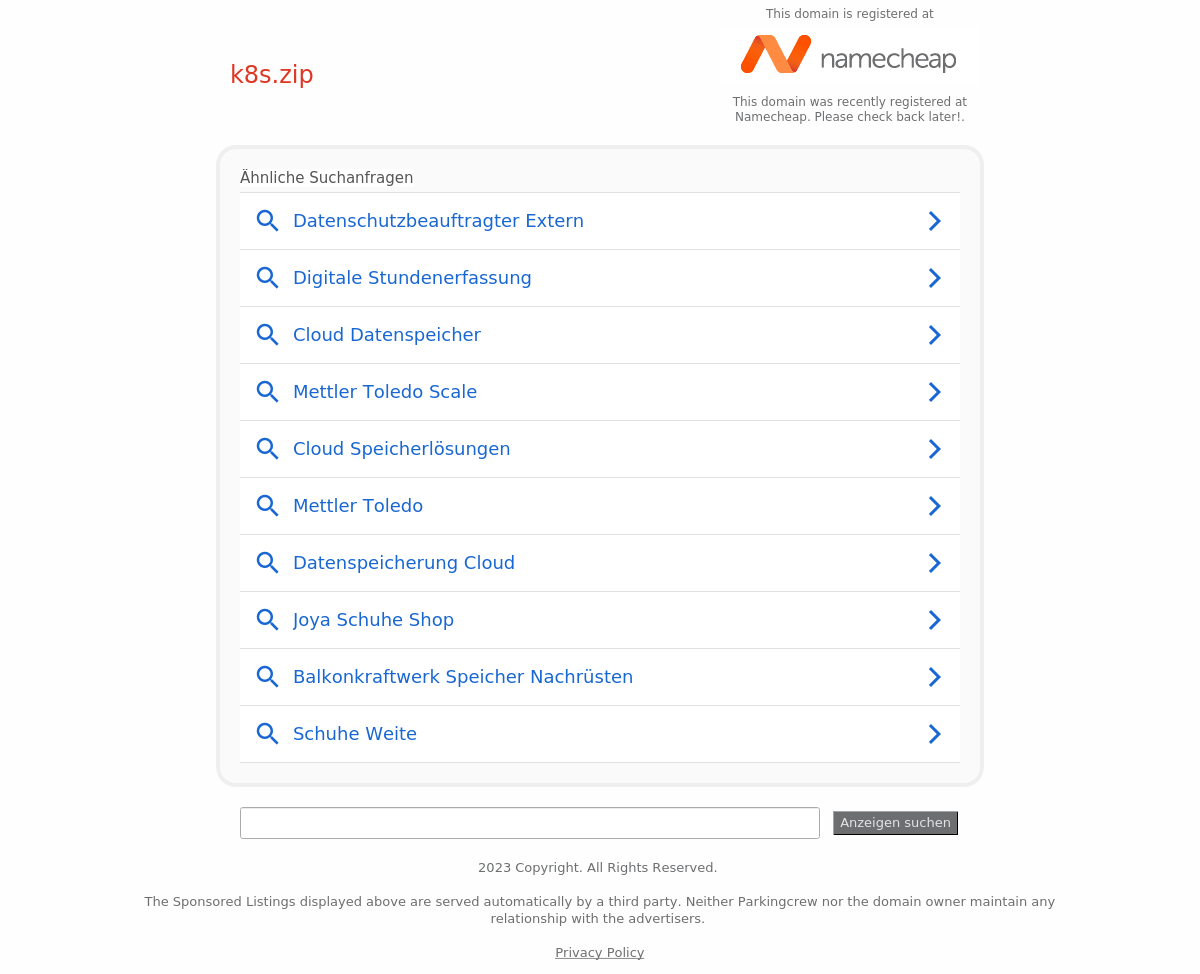 This domain is registered at
namecheap
k8s.zip
This domain was recently registered at
Namecheap. Please check back later!.
Ähnliche Suchanfragen
Datenschutzbeauftragter Extern
Digitale Stundenerfassung
Cloud Datenspeicher
Mettler Toledo Scale
Cloud Speicherlösungen
Mettler Toledo
Datenspeicherung Cloud
Joya Schuhe Shop
Balkonkraftwerk Speicher Nachrüsten
Schuhe Weite
Anzeigen suchen
2023 Copyright. All Rights Reserved.
The Sponsored Listings displayed above are served automatically by a third party. Neither Parkingcrew nor the domain owner maintain any
relationship with the advertisers.
Privacy Policy